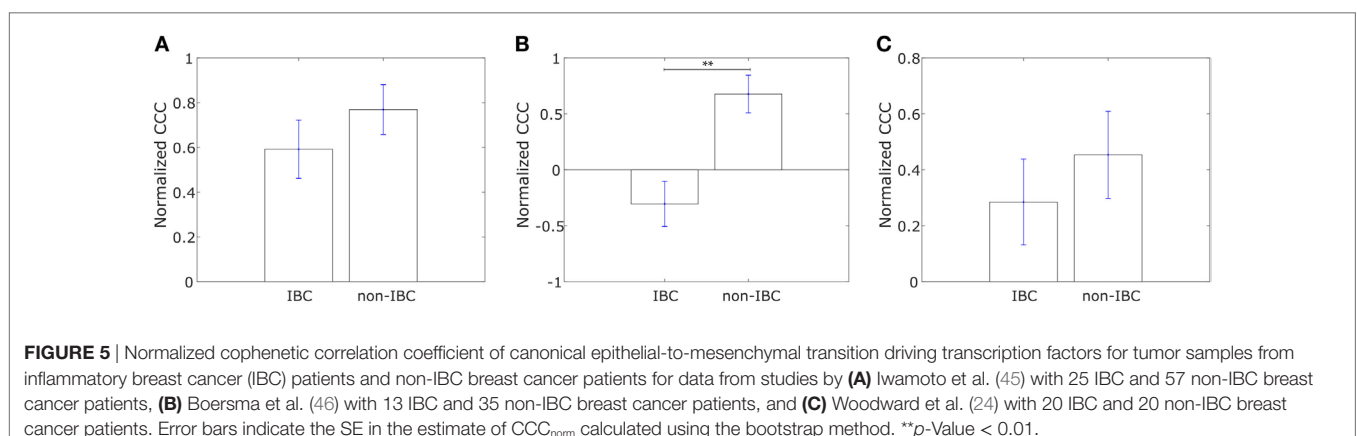 A
B
C
1
0.8
0.6
0.4
0.2
0
Normalized CCC
IBC
non-IBC
1
0.5
0
-0.5
-1
Normalized CCC
**
IBC
non-IBC
0.8
0.6
0.4
0.2
0
Normalized CCC
IBC
non-IBC
FIGURE 5 | Normalized cophenetic correlation coefficient of canonical epithelial-to-mesenchymal transition driving transcription factors for tumor samples from
inflammatory breast cancer (IBC) patients and non-IBC breast cancer patients for data from studies by (A) Iwamoto et al. (45) with 25 IBC and 57 non-IBC breast
cancer patients, (B) Boersma et al. (46) with 13 IBC and 35 non-IBC breast cancer patients, and (C) Woodward et al. (24) with 20 IBC and 20 non-IBC breast
cancer patients. Error bars indicate the SE in the estimate of CCCnorm calculated using the bootstrap method. **p-Value < 0.01.